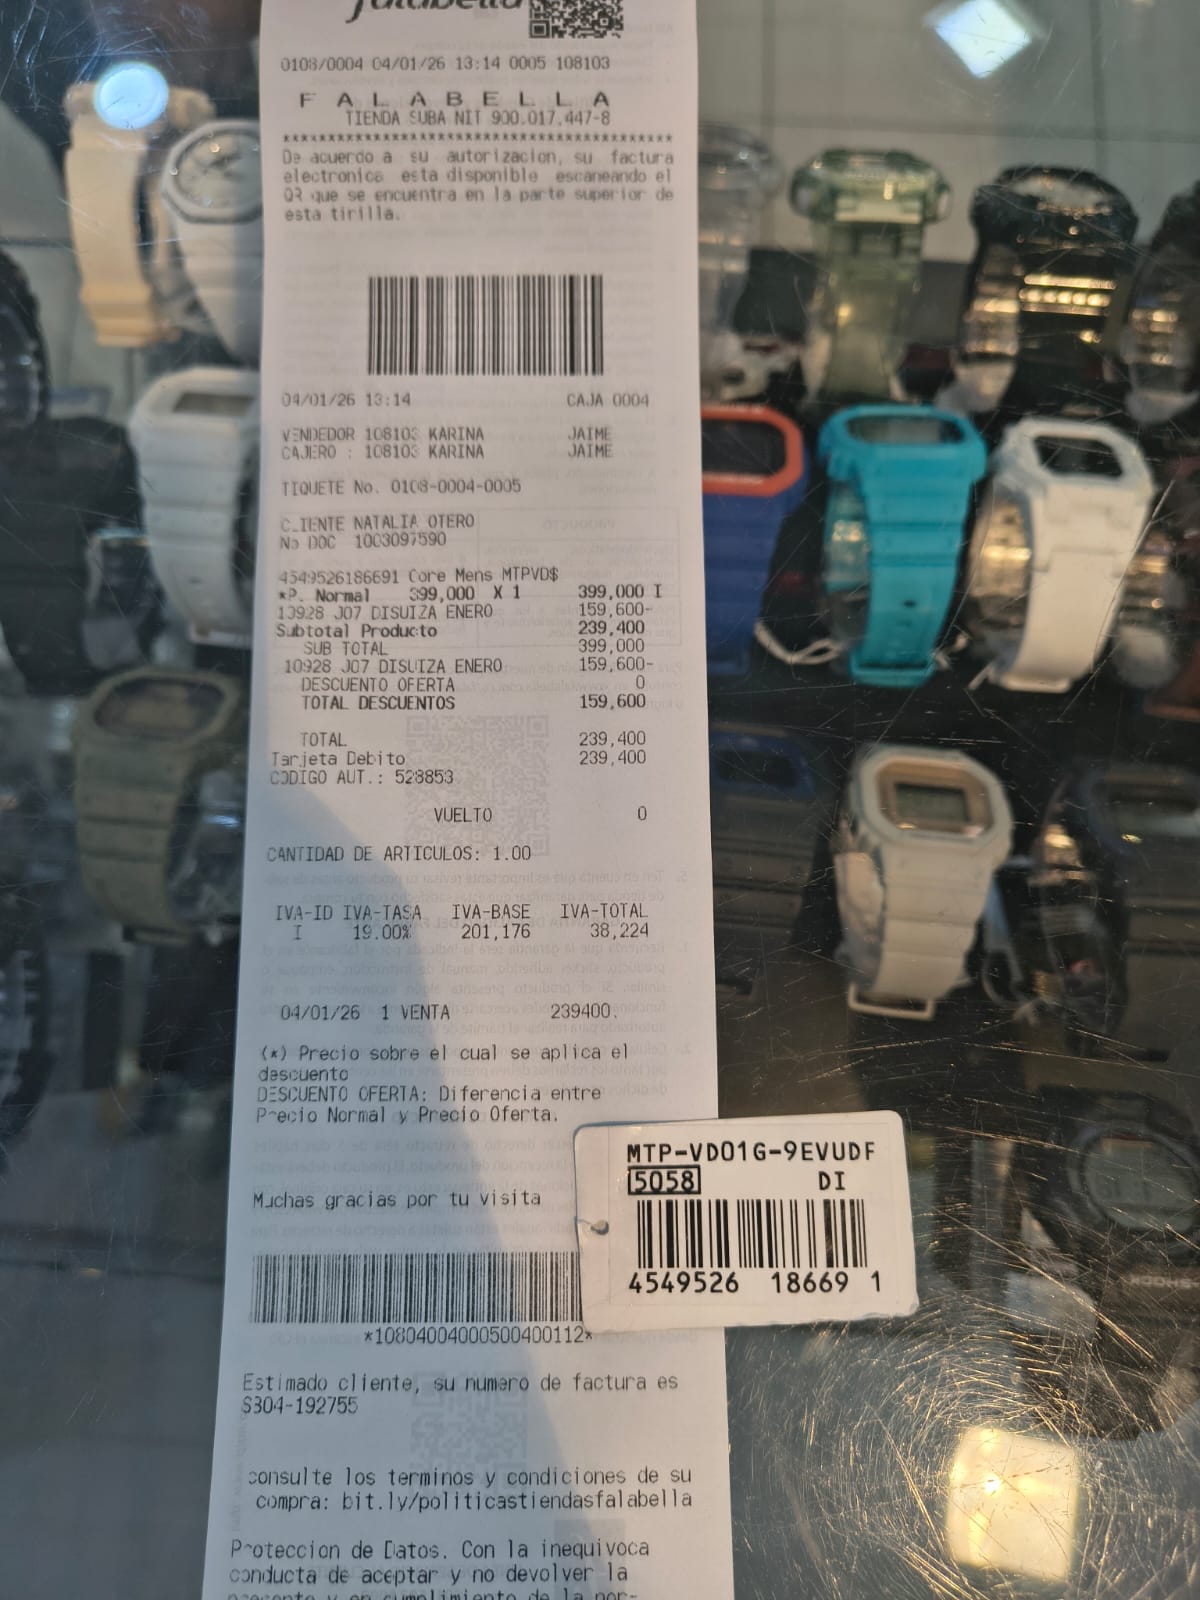 falabella
0108/0004 04/01/26 13:14 0005 108103
F A L A B E L L A
TIENDA SUBA NIT 900.017.447-8
****************************************
De acuerdo a su autorizacion, su factura
electronica esta disponible escaneando el
QR que se encuentra en la parte superior de
esta tirilla.
04/01/26 13:14 CAJA 0004
VENDEDOR 108103 KARINA JAIME
CAJERO : 108103 KARINA JAIME
TIQUETE No. 0108-0004-0005
CLIENTE NATALIA OTERO
No DOC 1003097590
4549526186691 Core Mens MTPVD$
*P. Normal 399,000 X 1 399,000 I
10928 J07 DISUIZA ENERO 159,600-
Subtotal Producto 239,400
SUB TOTAL 399,000
10928 J07 DISUIZA ENERO 159,600-
DESCUENTO OFERTA 0
TOTAL DESCUENTOS 159,600
TOTAL 239,400
Tarjeta Debito 239,400
CODIGO AUT.: 528853
VUELTO 0
CANTIDAD DE ARTICULOS: 1.00
IVA-ID IVA-TASA IVA-BASE IVA-TOTAL
I 19.00% 201,176 38,224
04/01/26 1 VENTA 239400.
(*) Precio sobre el cual se aplica el
descuento
DESCUENTO OFERTA: Diferencia entre
Precio Normal y Precio Oferta.
Muchas gracias por tu visita
*10804004000500400112*
Estimado cliente, su numero de factura es
S304-192755
consulte los terminos y condiciones de su
compra: bit.ly/politicastiendasfalabella
Proteccion de Datos. Con la inequivoca
conducta de aceptar y no devolver la
MTP-VD01G-9EVUDF
5058 DI
4549526 18669 1